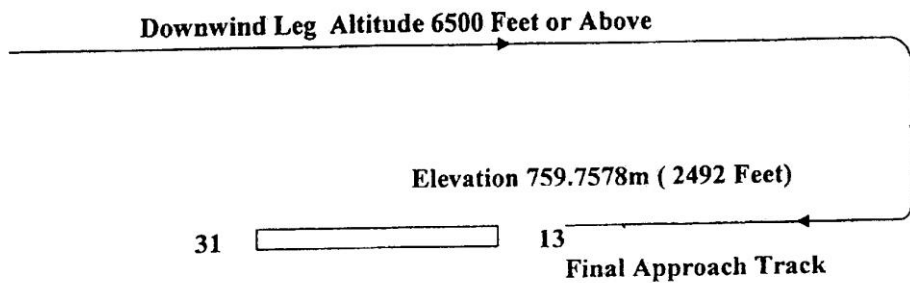 Downwind Leg Altitude 6500 Feet or Above
Elevation 759.7578m ( 2492 Feet)
31 13
Final Approach Track